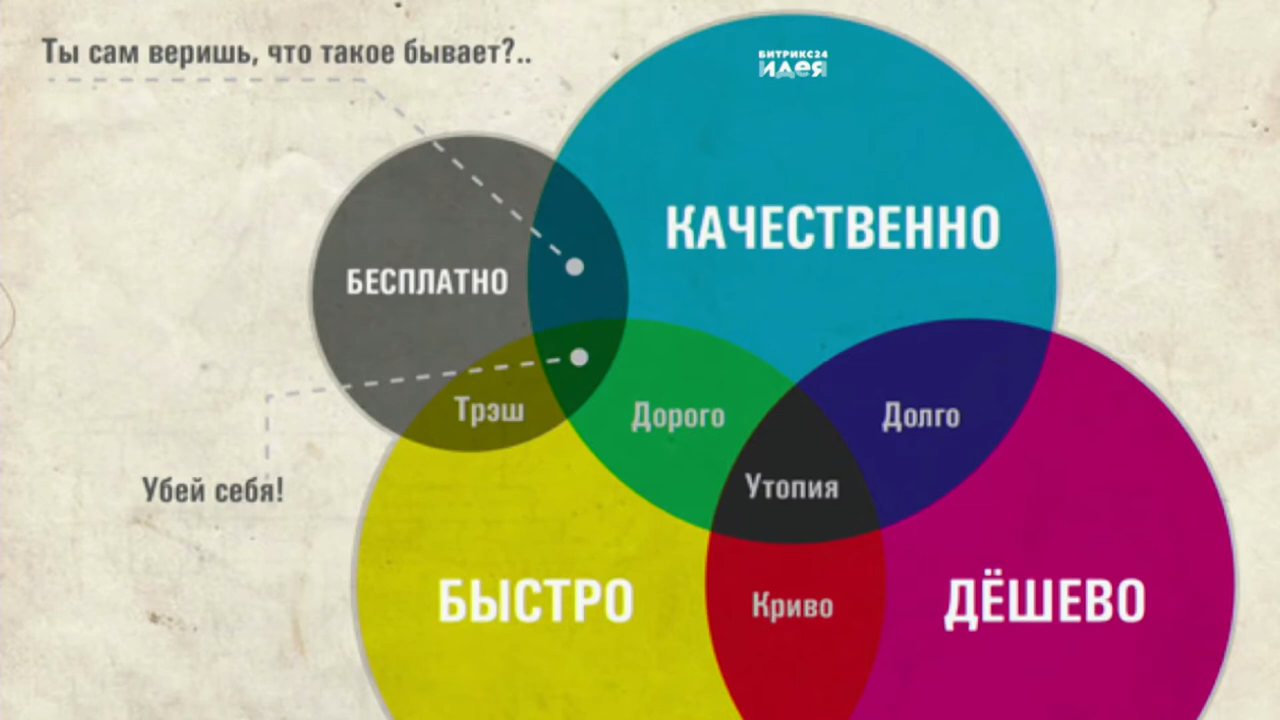 Ты сам веришь, что такое бывает?..
БИТРИКС24
ИДЕЯ
КАЧЕСТВЕННО
БЕСПЛАТНО
Трэш
Дорого
Долго
Утопия
Убей себя!
БЫСТРО
Криво
ДЁШЕВО